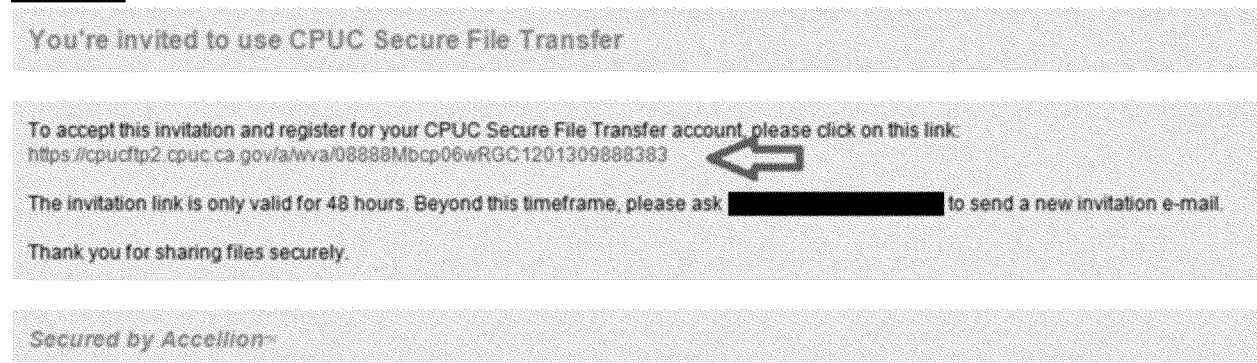 You're invited to use CPUC Secure File Transfer
To accept this invitation and register for your CPUC Secure File Transfer account, please click on this link:
https://cpucftp2.cpuc.ca.gov/a/wva/08888Mbcp06wRGC1201309888383
The invitation link is only valid for 48 hours. Beyond this timeframe, please ask to send a new invitation e-mail.
Thank you for sharing files securely.
Secured by Accellion™